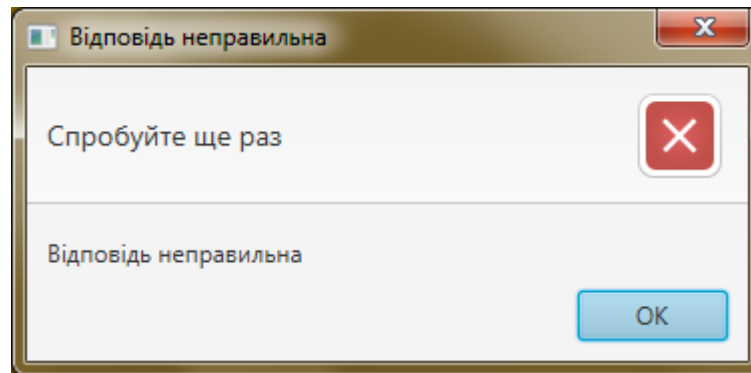 Відповідь неправильна
Спробуйте ще раз
Відповідь неправильна
OK